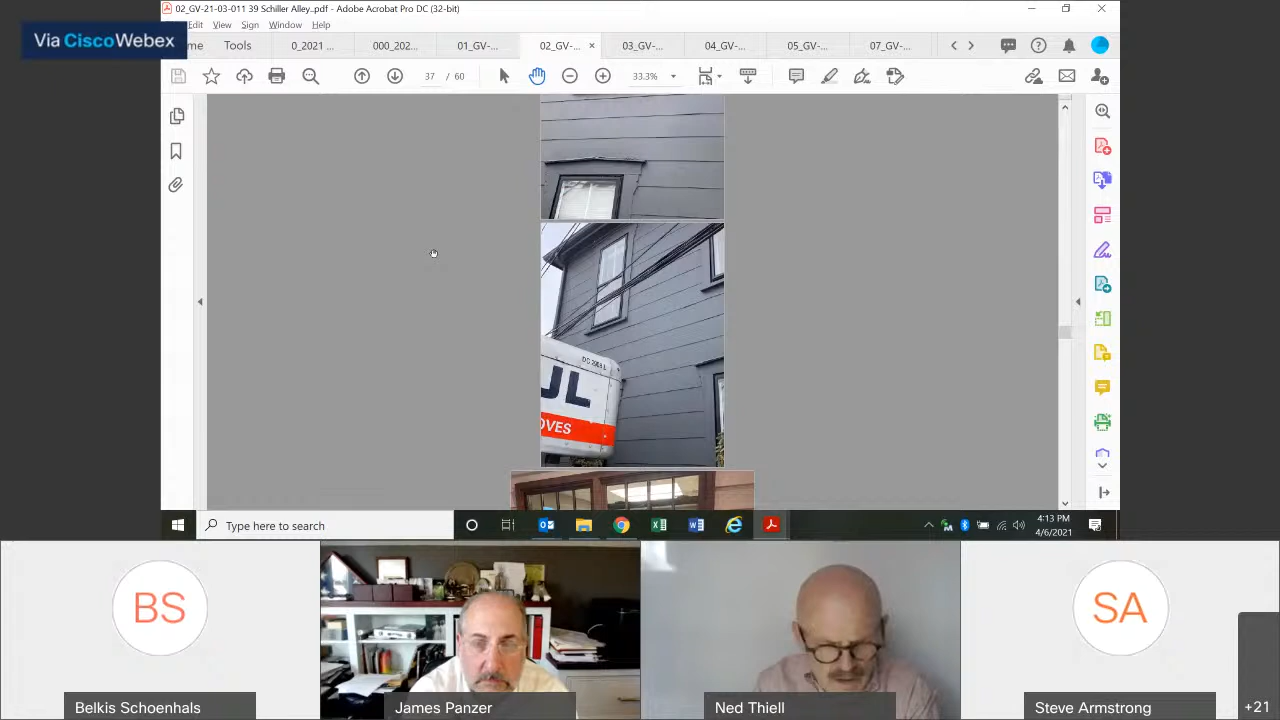 02_GV-21-03-011 39 Schiller Alley..pdf - Adobe Acrobat Pro DC (32-bit)
Edit View Sign Window Help
Via Cisco Webex
me Tools 0_2021 ... 01_GV-... 02_GV-... × 03_GV-... 04_GV-... 05_GV-... 07_GV-...
37 / 60 33.3%
UL
OVES
Type here to search
4:13 PM
4/6/2021
BS
SA
Belkis Schoenhals
James Panzer
Ned Thiell
Steve Armstrong
+21